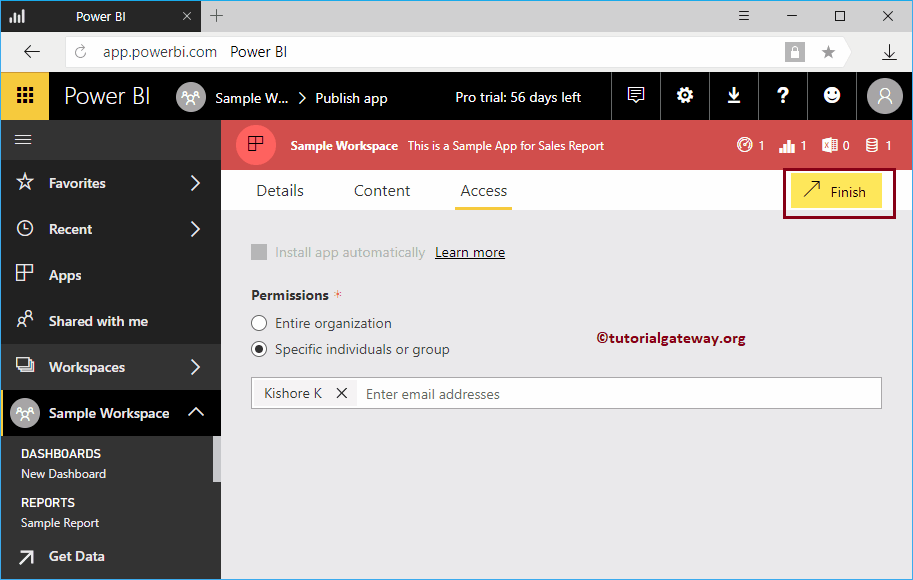 Power BI
app.powerbi.com Power BI
Power BI Sample W... Publish app Pro trial: 56 days left ?
Sample Workspace This is a Sample App for Sales Report 1 1 0 1
Details Content Access Finish
Favorites
Recent
Apps
Shared with me
Workspaces
Sample Workspace
DASHBOARDS
New Dashboard
REPORTS
Sample Report
Get Data
Install app automatically Learn more
Permissions *
Entire organization
Specific individuals or group
©tutorialgateway.org
Kishore K Enter email addresses